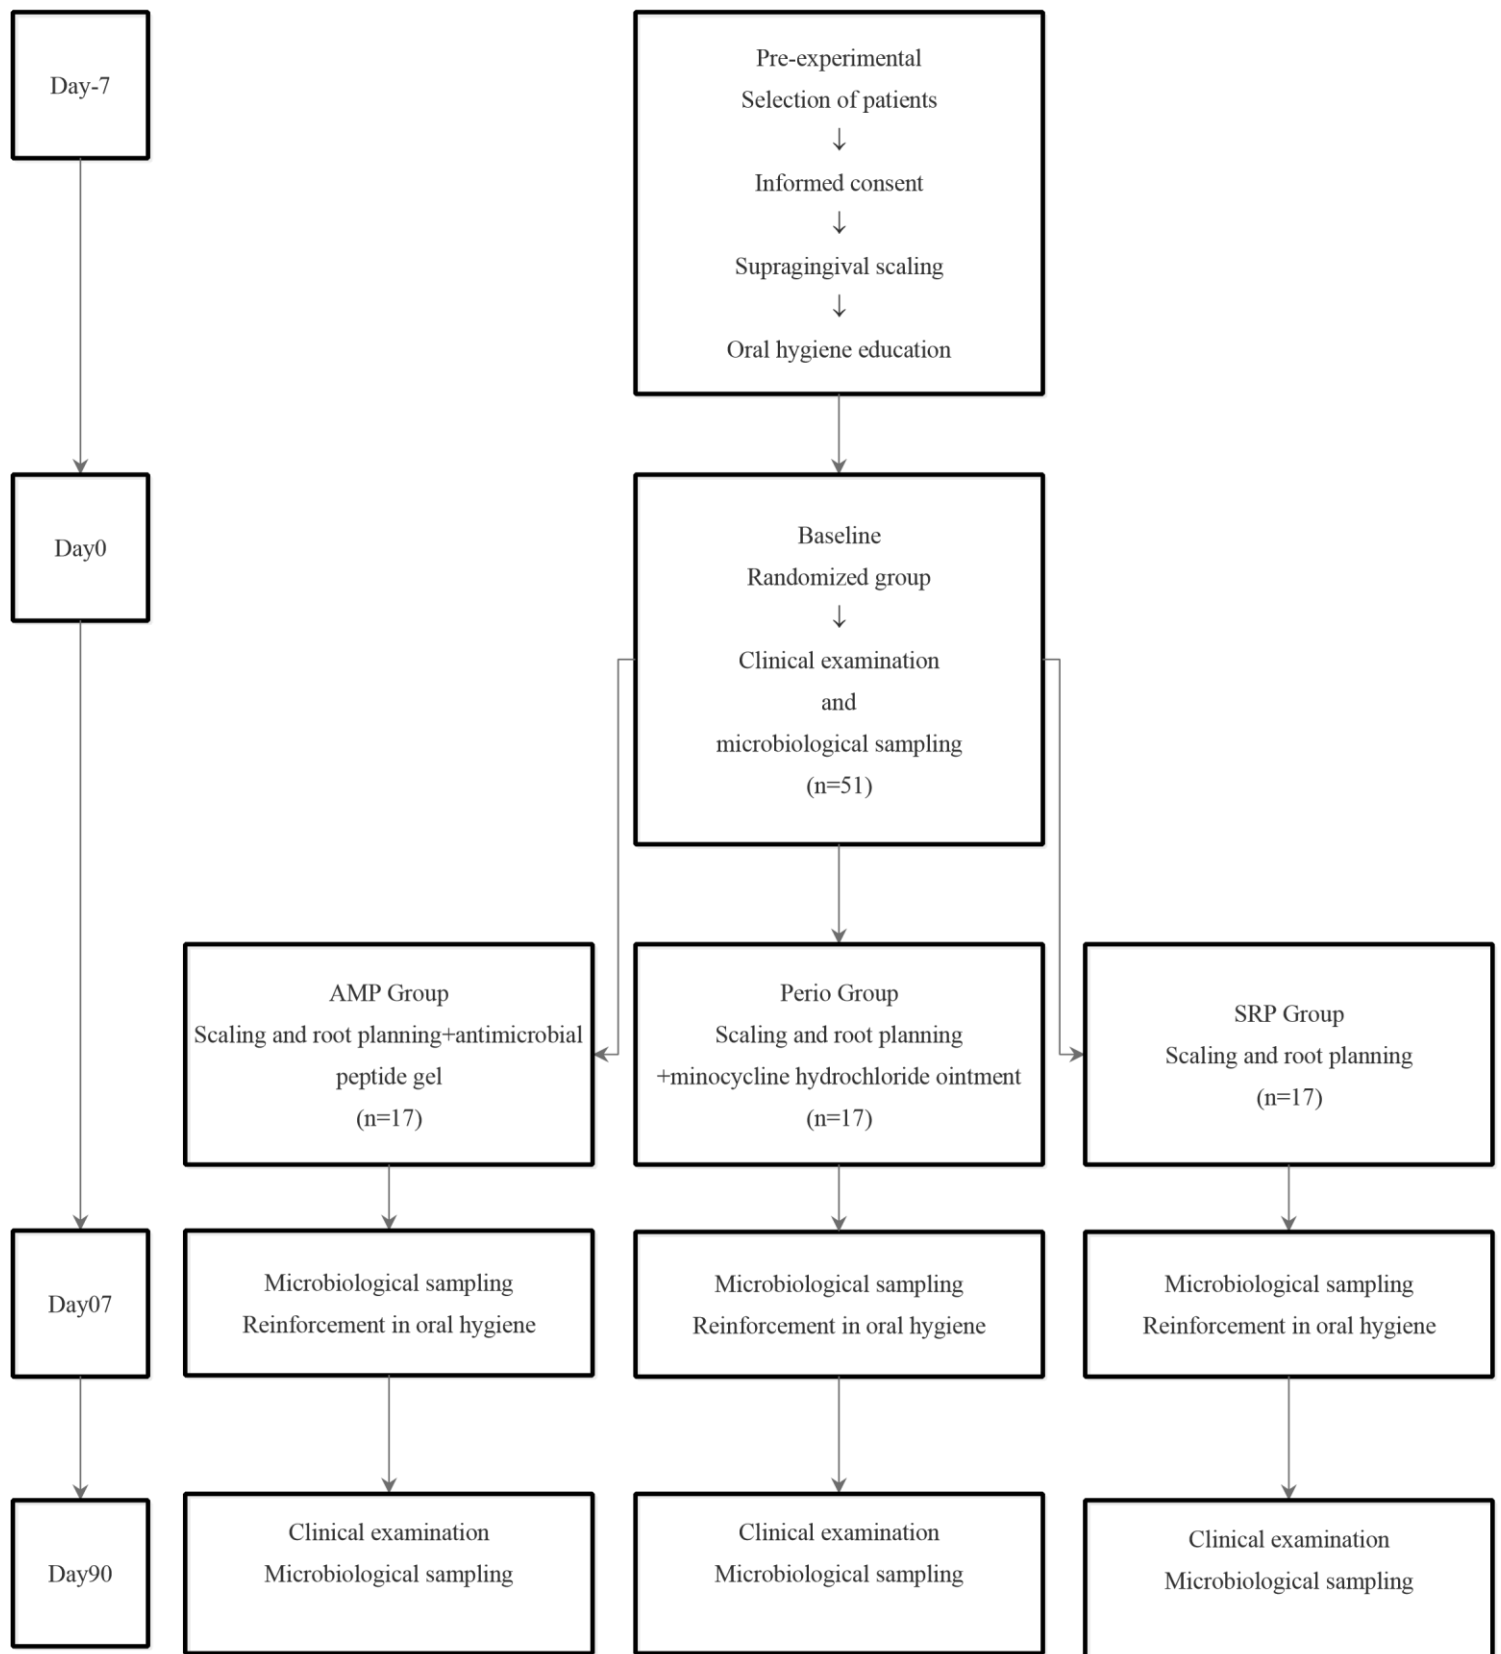 Day-7
Pre-experimental
Selection of patients
↓
Informed consent
↓
Supragingival scaling
↓
Oral hygiene education
Day0
Baseline
Randomized group
↓
Clinical examination
and
microbiological sampling
(n=51)
AMP Group
Scaling and root planning+antimicrobial
peptide gel
(n=17)
Perio Group
Scaling and root planning
+minocycline hydrochloride ointment
(n=17)
SRP Group
Scaling and root planning
(n=17)
Day07
Microbiological sampling
Reinforcement in oral hygiene
Microbiological sampling
Reinforcement in oral hygiene
Microbiological sampling
Reinforcement in oral hygiene
Day90
Clinical examination
Microbiological sampling
Clinical examination
Microbiological sampling
Clinical examination
Microbiological sampling